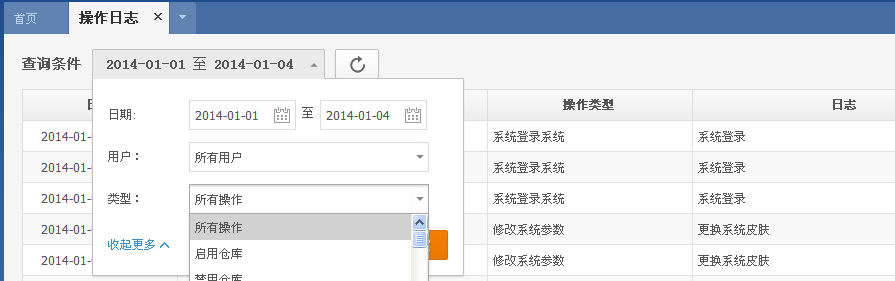 首页 操作日志
查询条件 2014-01-01 至 2014-01-04
操作类型 日志
日期: 2014-01-01 至 2014-01-04
2014-01- 系统登录系统 系统登录
用户： 所有用户
2014-01- 系统登录系统 系统登录
类型： 所有操作
2014-01- 系统登录系统 系统登录
所有操作
2014-01- 修改系统参数 更换系统皮肤
收起更多 启用仓库
2014-01- 修改系统参数 更换系统皮肤
禁用仓库